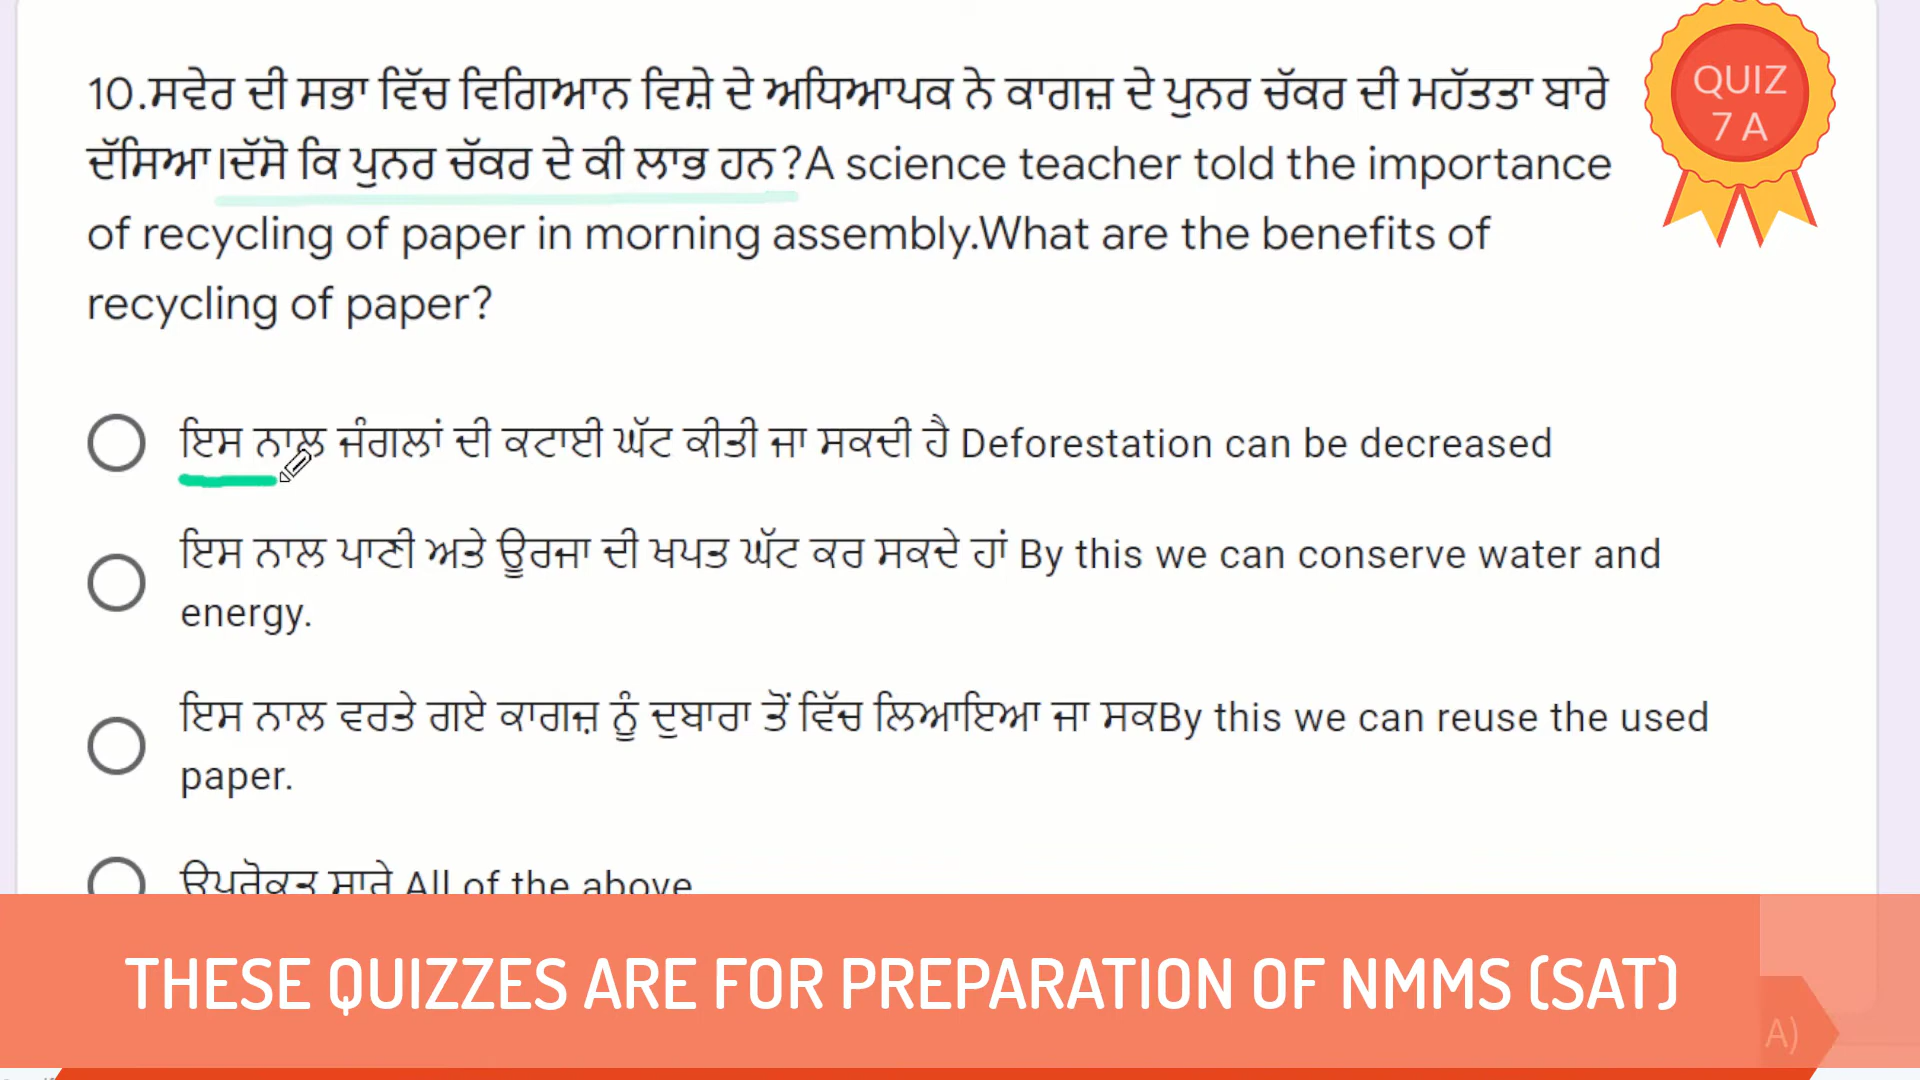 10.ਸਵੇਰ ਦੀ ਸਭਾ ਵਿੱਚ ਵਿਗਿਆਨ ਵਿਸ਼ੇ ਦੇ ਅਧਿਆਪਕ ਨੇ ਕਾਗਜ਼ ਦੇ ਪੁਨਰ ਚੱਕਰ ਦੀ ਮਹੱਤਤਾ ਬਾਰੇ
ਦੱਸਿਆ।ਦੱਸੋ ਕਿ ਪੁਨਰ ਚੱਕਰ ਦੇ ਕੀ ਲਾਭ ਹਨ?A science teacher told the importance
of recycling of paper in morning assembly.What are the benefits of
recycling of paper?
QUIZ
7 A
ਇਸ ਨਾਲ ਜੰਗਲਾਂ ਦੀ ਕਟਾਈ ਘੱਟ ਕੀਤੀ ਜਾ ਸਕਦੀ ਹੈ Deforestation can be decreased
ਇਸ ਨਾਲ ਪਾਣੀ ਅਤੇ ਊਰਜਾ ਦੀ ਖਪਤ ਘੱਟ ਕਰ ਸਕਦੇ ਹਾਂ By this we can conserve water and
energy.
ਇਸ ਨਾਲ ਵਰਤੇ ਗਏ ਕਾਗਜ਼ ਨੂੰ ਦੁਬਾਰਾ ਤੋਂ ਵਿੱਚ ਲਿਆਇਆ ਜਾ ਸਕBy this we can reuse the used
paper.
ਉਪਰੋਕਤ ਸਾਰੇ All of the above
THESE QUIZZES ARE FOR PREPARATION OF NMMS (SAT)
A)